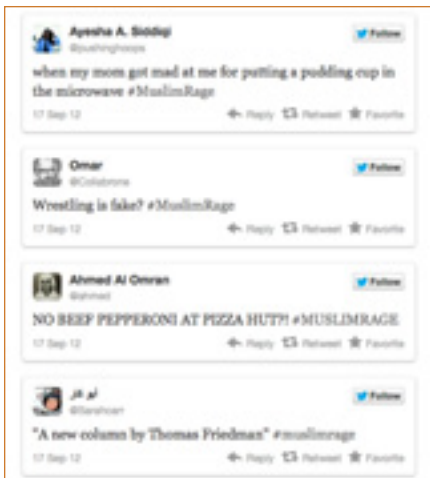 Ayesha A. Siddiqi
Follow
@pushinghoops
when my mom got mad at me for putting a pudding cup in
the microwave #MuslimRage
17 Sep 12 Reply Retweet Favorite
Omar
Follow
@Collabrons
Wrestling is fake? #MuslimRage
17 Sep 12 Reply Retweet Favorite
Ahmed Al Omran
Follow
@ahmed
NO BEEF PEPPERONI AT PIZZA HUT?! #MUSLIMRAGE
17 Sep 12 Reply Retweet Favorite
Follow
@Sarahcarr
"A new column by Thomas Friedman" #muslimrage
17 Sep 12 Reply Retweet Favorite